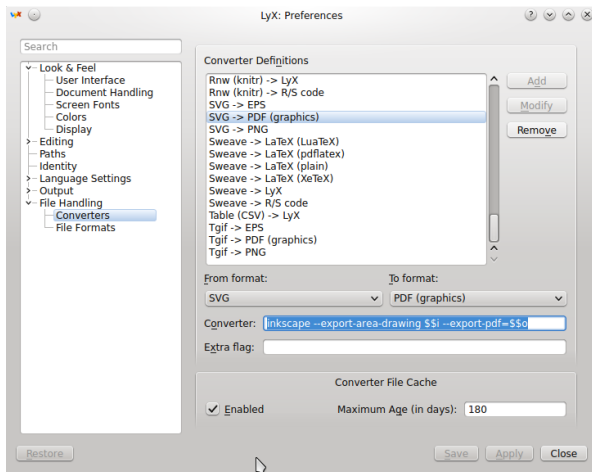 LyX: Preferences
Search
Look & Feel
User Interface
Document Handling
Screen Fonts
Colors
Display
Editing
Paths
Identity
Language Settings
Output
File Handling
Converters
File Formats
Converter Definitions
Rnw (knitr) -> LyX
Rnw (knitr) -> R/S code
SVG -> EPS
SVG -> PDF (graphics)
SVG -> PNG
Sweave -> LaTeX (LuaTeX)
Sweave -> LaTeX (pdflatex)
Sweave -> LaTeX (plain)
Sweave -> LaTeX (XeTeX)
Sweave -> LyX
Sweave -> R/S code
Table (CSV) -> LyX
Tgif -> EPS
Tgif -> PDF (graphics)
Tgif -> PNG
Add
Modify
Remove
From format: To format:
SVG PDF (graphics)
Converter: inkscape --export-area-drawing $$i --export-pdf=$$o
Extra flag:
Converter File Cache
Enabled Maximum Age (in days): 180
Restore Save Apply Close